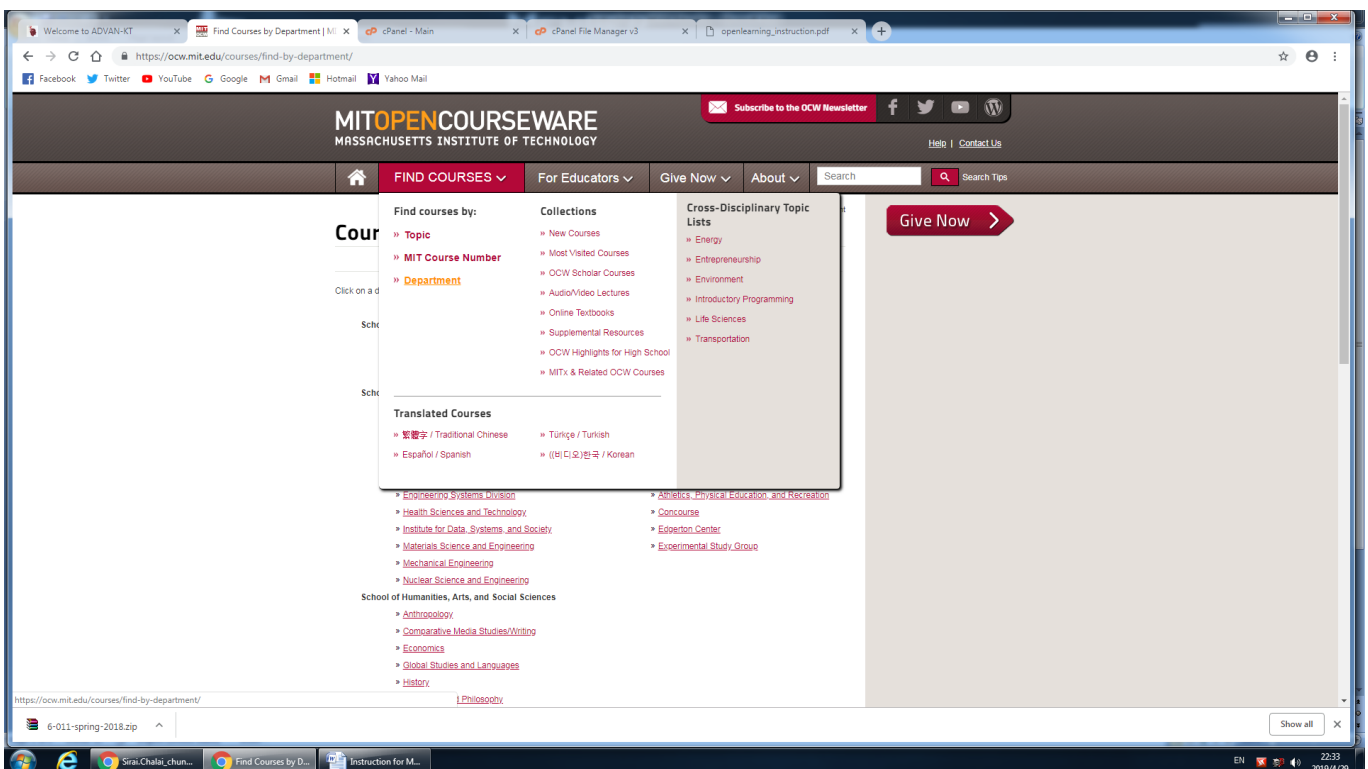 Welcome to ADVAN-KT
Find Courses by Department | MI
cPanel - Main
cPanel File Manager v3
openlearning_instruction.pdf
https://ocw.mit.edu/courses/find-by-department/
Facebook Twitter YouTube Google Gmail Hotmail Yahoo Mail
Subscribe to the OCW Newsletter
MITOPENCOURSEWARE
MASSACHUSETTS INSTITUTE OF TECHNOLOGY
Help | Contact Us
FIND COURSES For Educators Give Now About Search Search Tips
Give Now
Cour
Click on a d
Scho
Scho
Find courses by:
» Topic
» MIT Course Number
» Department
Collections
» New Courses
» Most Visited Courses
» OCW Scholar Courses
» Audio/Video Lectures
» Online Textbooks
» Supplemental Resources
» OCW Highlights for High School
» MITx & Related OCW Courses
Cross-Disciplinary Topic
Lists
» Energy
» Entrepreneurship
» Environment
» Introductory Programming
» Life Sciences
» Transportation
Translated Courses
» 繁體字 / Traditional Chinese
» Español / Spanish
» Türkçe / Turkish
» ((비디오)한국 / Korean
» Engineering Systems Division
» Health Sciences and Technology
» Institute for Data, Systems, and Society
» Materials Science and Engineering
» Mechanical Engineering
» Nuclear Science and Engineering
» Athletics, Physical Education, and Recreation
» Concourse
» Edgerton Center
» Experimental Study Group
School of Humanities, Arts, and Social Sciences
» Anthropology
» Comparative Media Studies/Writing
» Economics
» Global Studies and Languages
» History
Philosophy
https://ocw.mit.edu/courses/find-by-department/
6-011-spring-2018.zip
Show all
Sirai.Chalai_chun...
Find Courses by D...
Instruction for M...
EN
22:33
2019/4/29